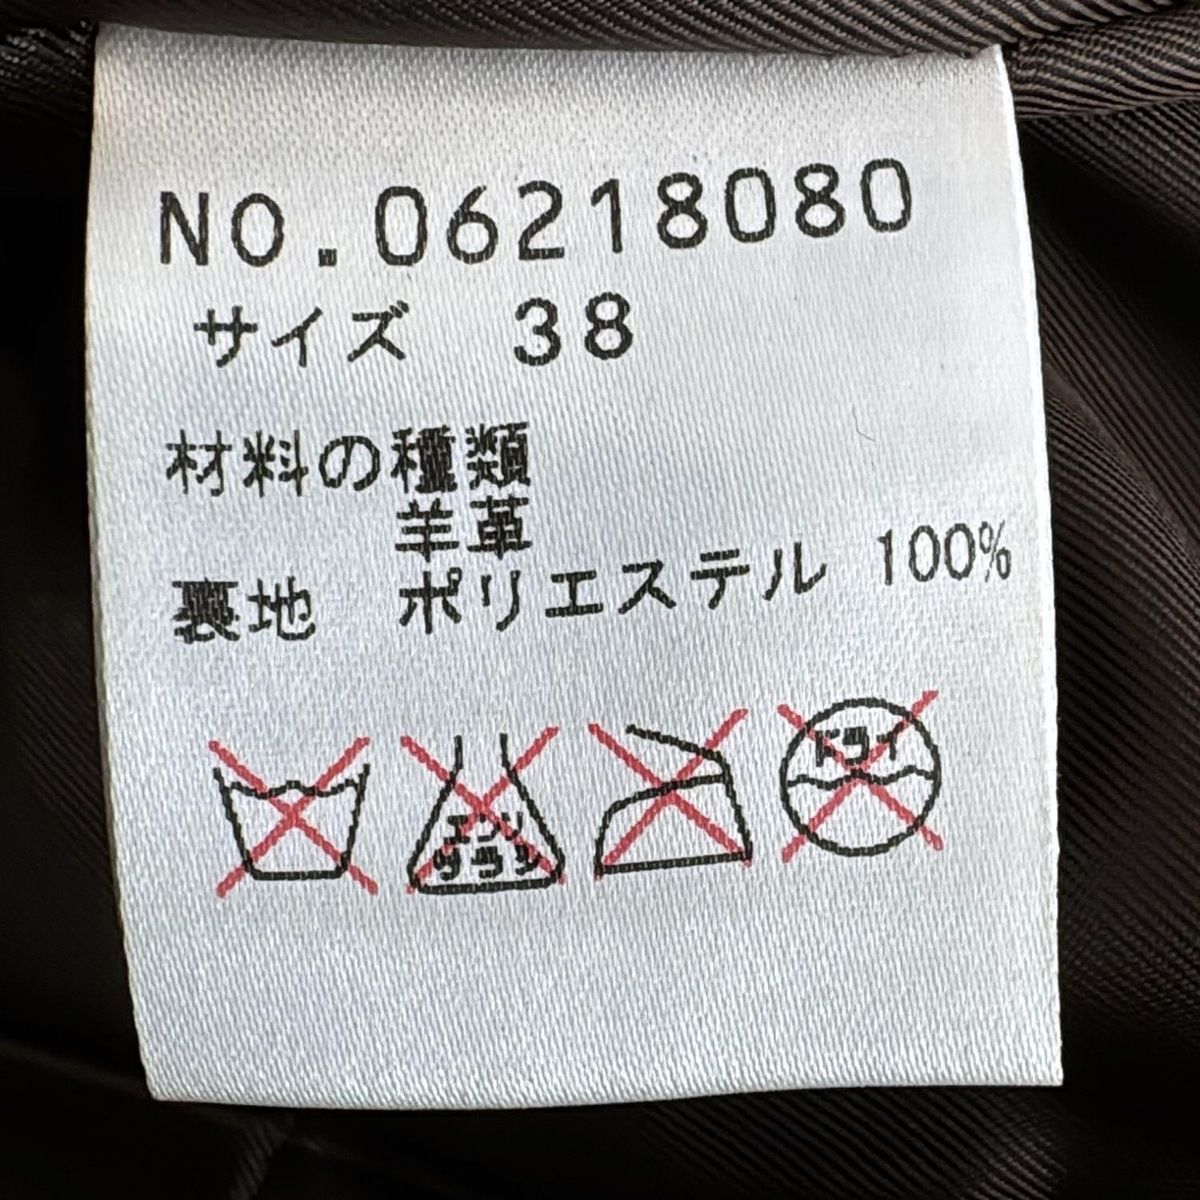 NO.06218080
サイズ 38
材料の種類
羊革
裏地 ポリエステル 100%
エンソ
サラシ
ドライ